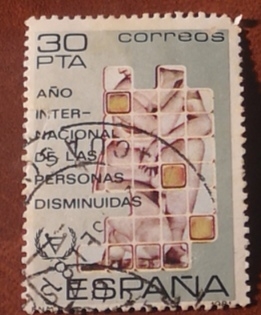 30 correos
PTA
AÑO
INTER-
NACIONAL
DE LAS
PERSONAS
DISMINUIDAS
ESPAÑA